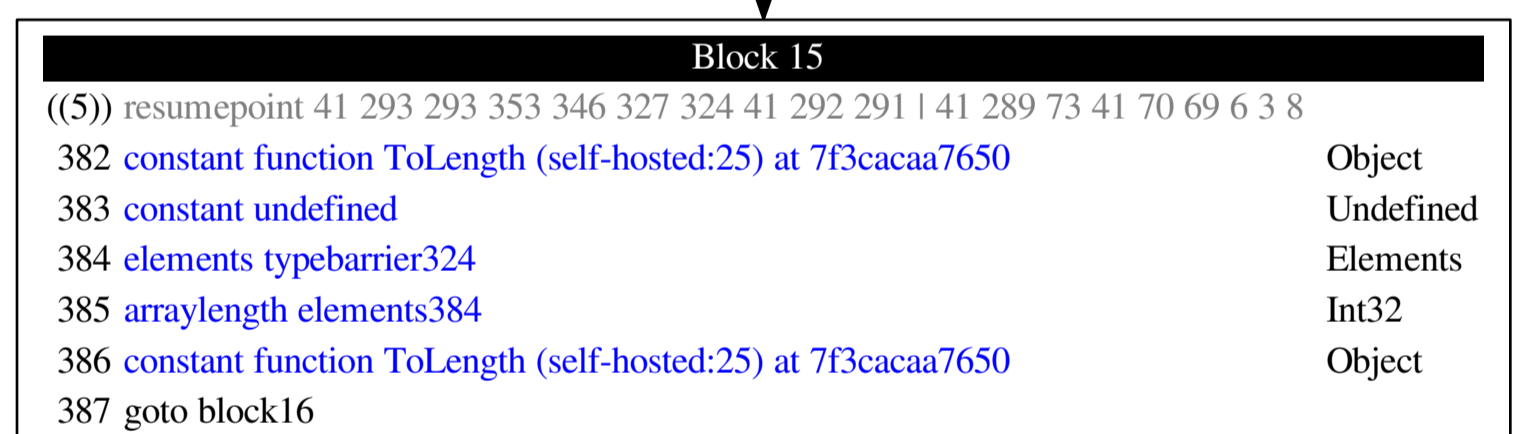 Block 15
((5)) resumepoint 41 293 293 353 346 327 324 41 292 291 | 41 289 73 41 70 69 6 3 8
382 constant function ToLength (self-hosted:25) at 7f3cacaa7650 Object
383 constant undefined Undefined
384 elements typebarrier324 Elements
385 arraylength elements384 Int32
386 constant function ToLength (self-hosted:25) at 7f3cacaa7650 Object
387 goto block16